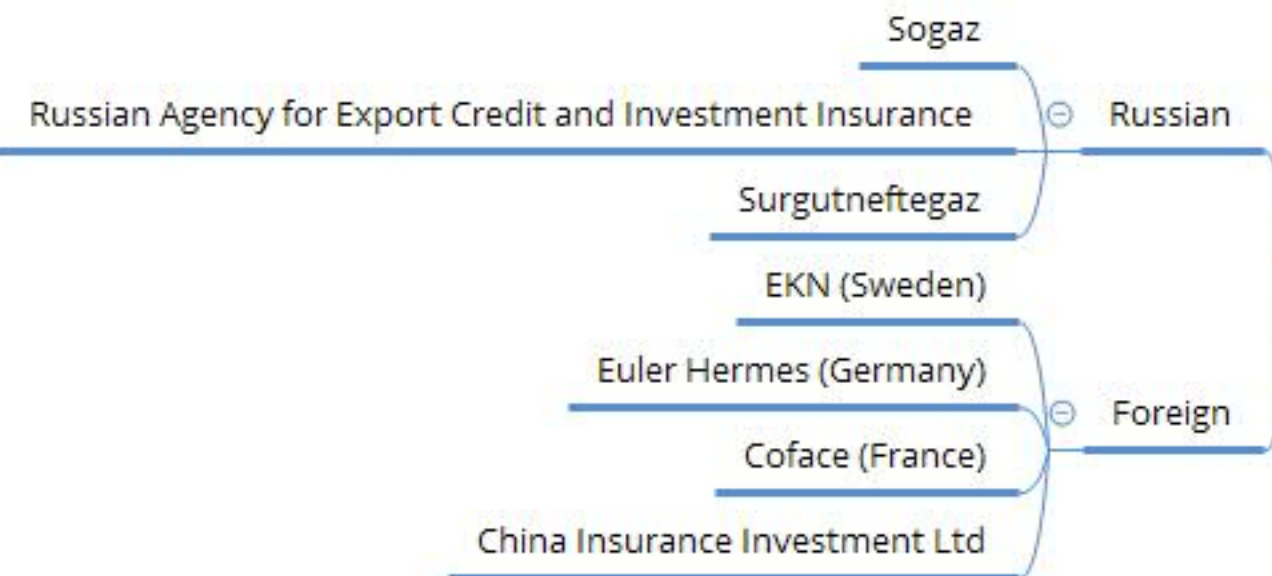 Sogaz
Russian Agency for Export Credit and Investment Insurance
Russian
Surgutneftegaz
EKN (Sweden)
Euler Hermes (Germany)
Foreign
Coface (France)
China Insurance Investment Ltd